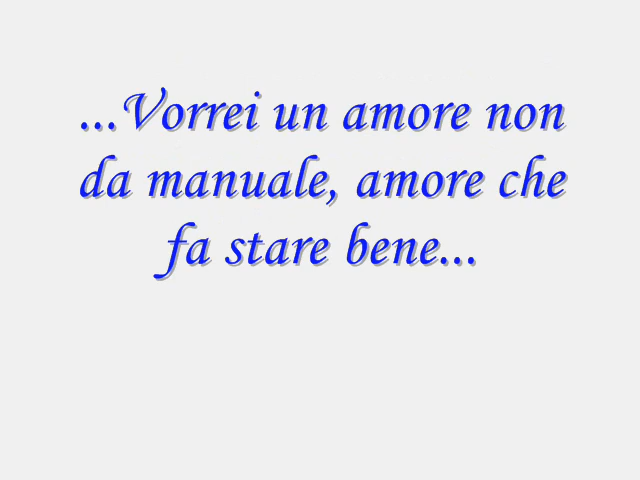 ...Vorrei un amore non
da manuale, amore che
fa stare bene...